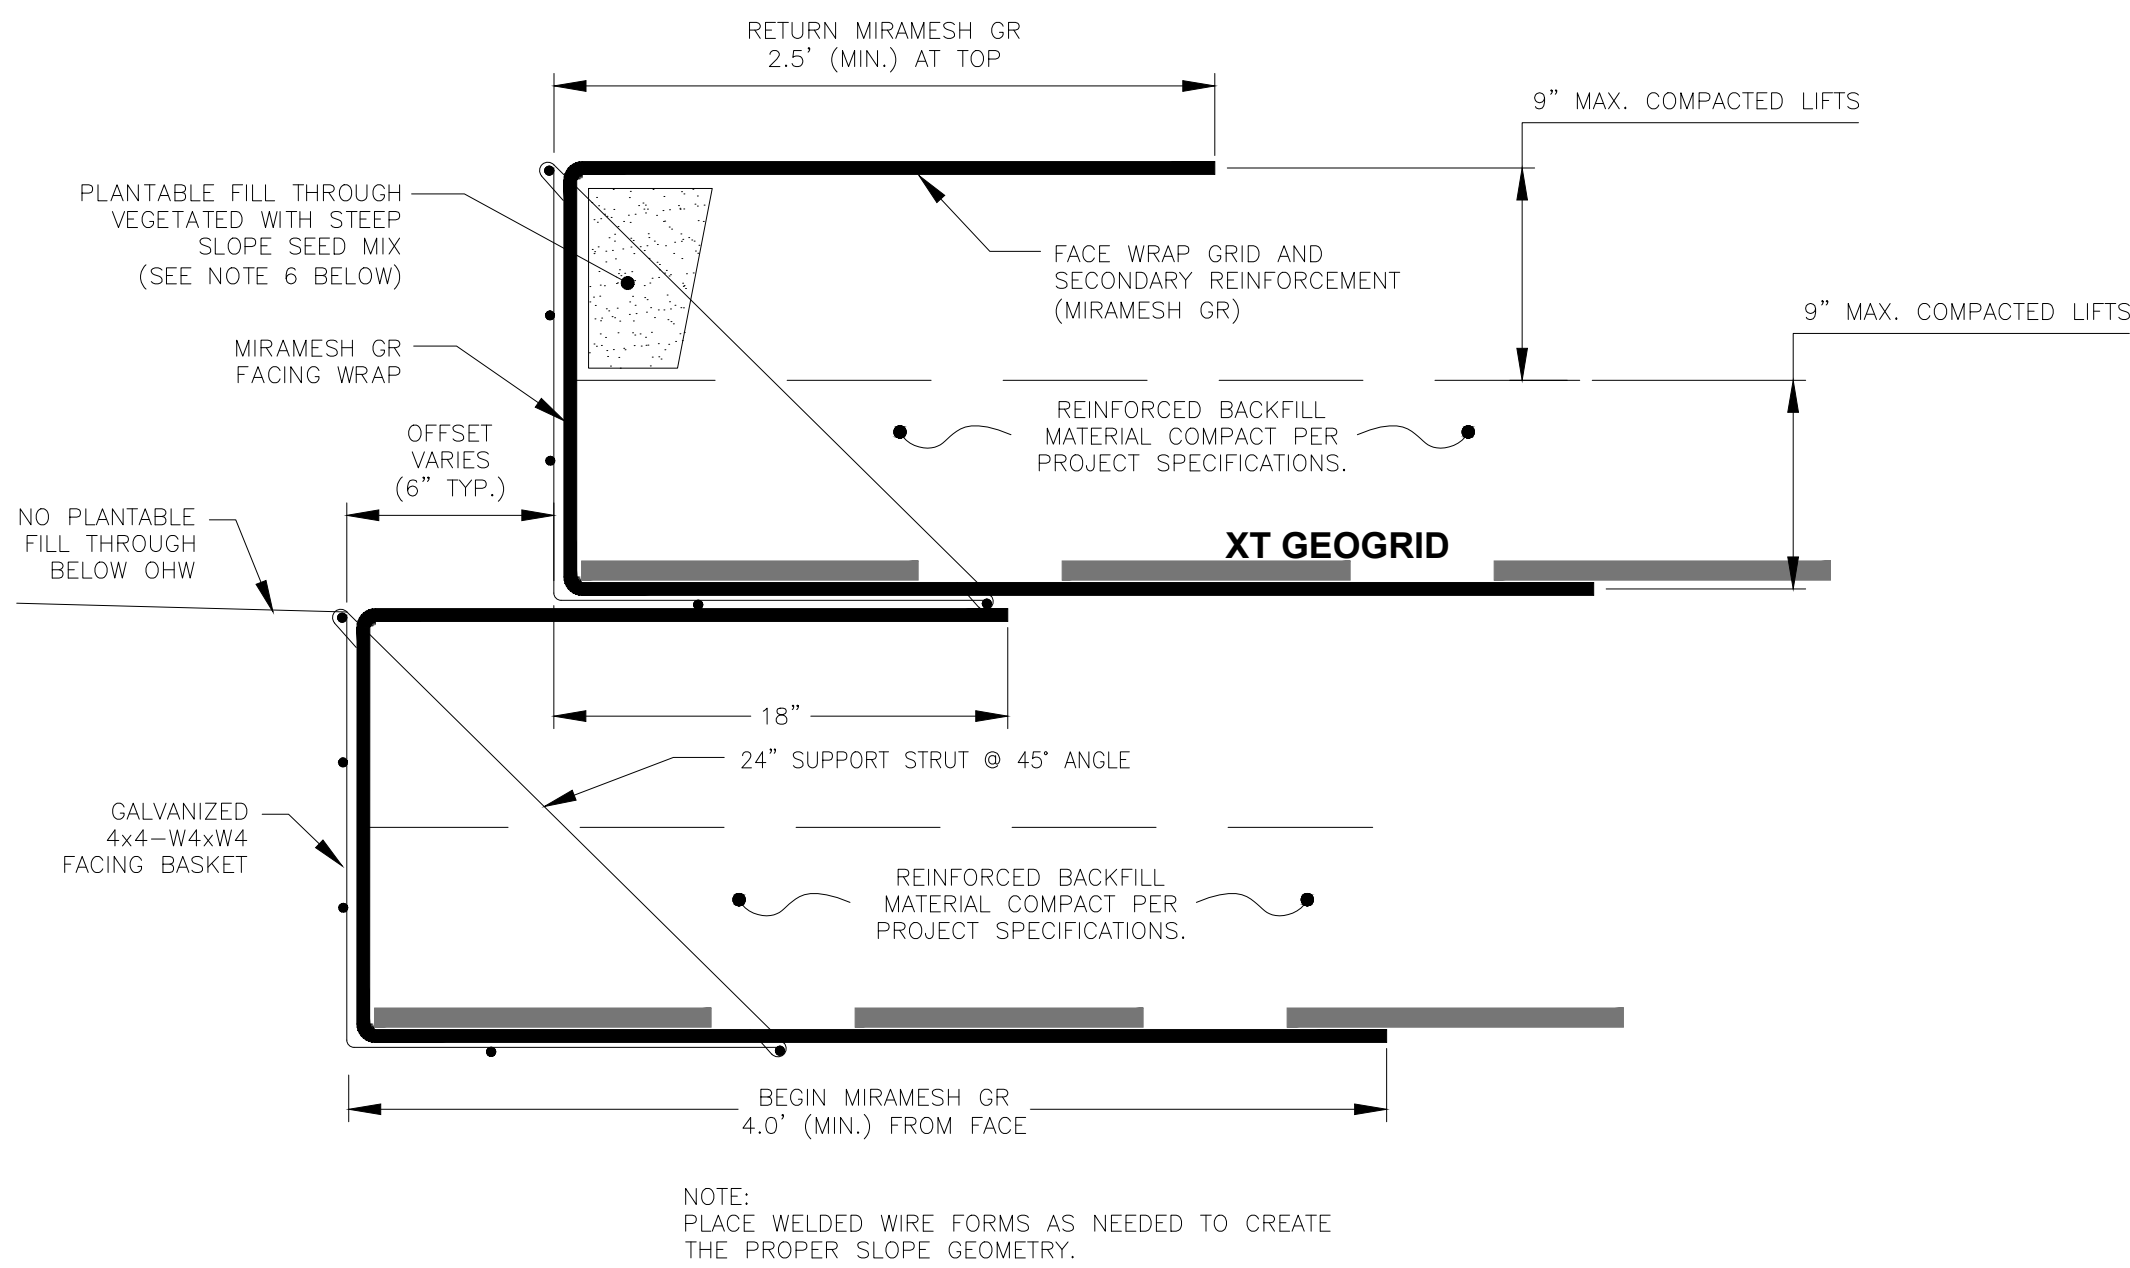 RETURN MIRAMESH GR
2.5' (MIN.) AT TOP
9” MAX. COMPACTED LIFTS
PLANTABLE FILL THROUGH
VEGETATED WITH STEEP
SLOPE SEED MIX
(SEE NOTE 6 BELOW)
FACE WRAP GRID AND
SECONDARY REINFORCEMENT
(MIRAMESH GR)
9” MAX. COMPACTED LIFTS
MIRAMESH GR
FACING WRAP
REINFORCED BACKFILL
MATERIAL COMPACT PER
PROJECT SPECIFICATIONS.
OFFSET
VARIES
(6” TYP.)
NO PLANTABLE
FILL THROUGH
BELOW OHW
XT GEOGRID
18”
24” SUPPORT STRUT @ 45° ANGLE
GALVANIZED
4x4-W4xW4
FACING BASKET
REINFORCED BACKFILL
MATERIAL COMPACT PER
PROJECT SPECIFICATIONS.
BEGIN MIRAMESH GR
4.0' (MIN.) FROM FACE
NOTE:
PLACE WELDED WIRE FORMS AS NEEDED TO CREATE
THE PROPER SLOPE GEOMETRY.